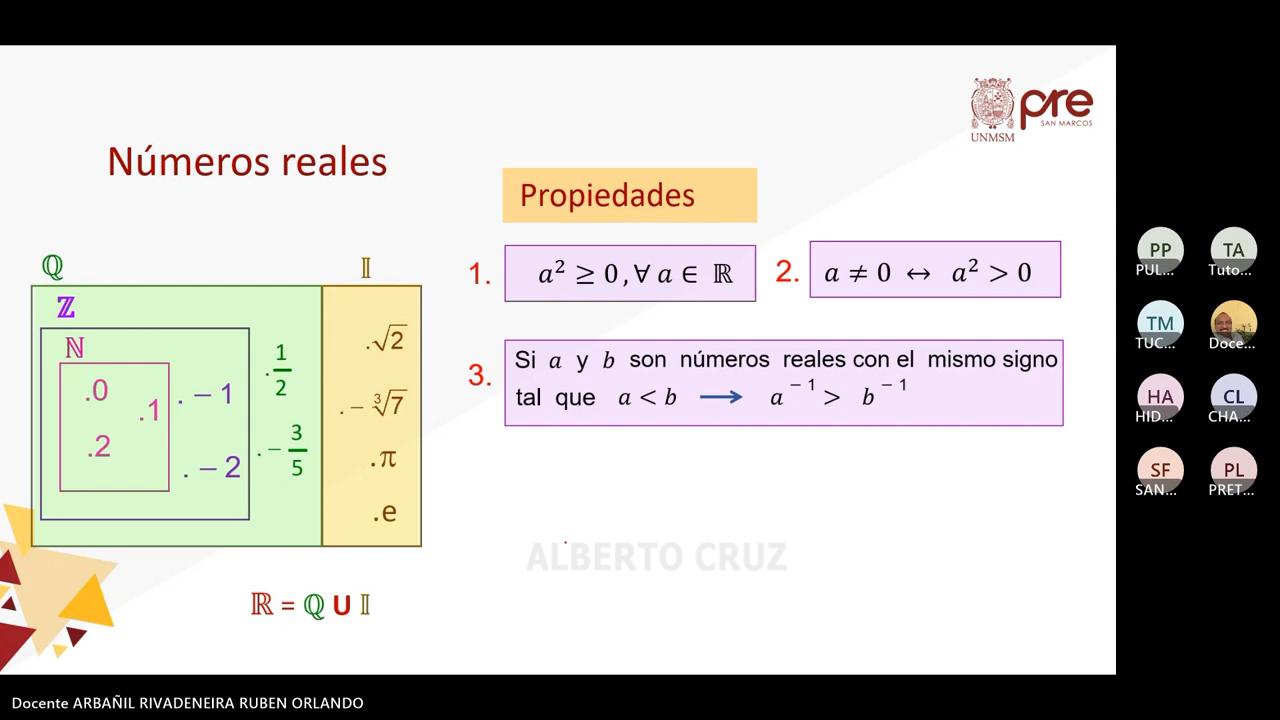 UNMSM
pre
SAN MARCOS
Números reales
Propiedades
ℚ
𝕀
ℤ
ℕ
.0
.1
.2
. − 1
. − 2
. 1/2
. − 3/5
.√2
. − ∛7
.π
.e
ℝ = ℚ U 𝕀
1. a² ≥ 0, ∀ a ∈ ℝ
2. a ≠ 0 ↔ a² > 0
3. Si a y b son números reales con el mismo signo
tal que a < b → a⁻¹ > b⁻¹
ALBERTO CRUZ
PP
PUL...
TA
Tuto...
TM
TUC...
Doce...
HA
HID...
CL
CHA...
SF
SAN...
PL
PRET...
Docente ARBAÑIL RIVADENEIRA RUBEN ORLANDO